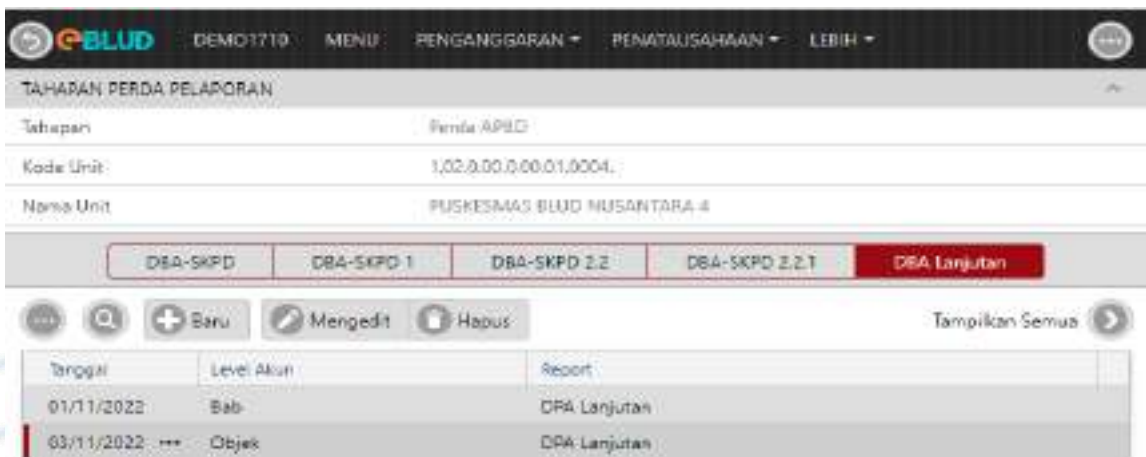 eBLUD DEMO1710 MENU PENGANGGARAN PENATAUSAHAAN LEBIH
TAHAPAN PERDA PELAPORAN
Tahapan Perda APBD
Kode Unit 1.02.0.00.0.00.01.0004.
Nama Unit PUSKESMAS BLUD NUSANTARA 4
DBA-SKPD DBA-SKPD 1 DBA-SKPD 2.2 DBA-SKPD 2.2.1 DBA Lanjutan
Baru Mengedit Hapus Tampilkan Semua
Tanggal Level Akun Report
01/11/2022 Bab DPA Lanjutan
03/11/2022 Objek DPA Lanjutan